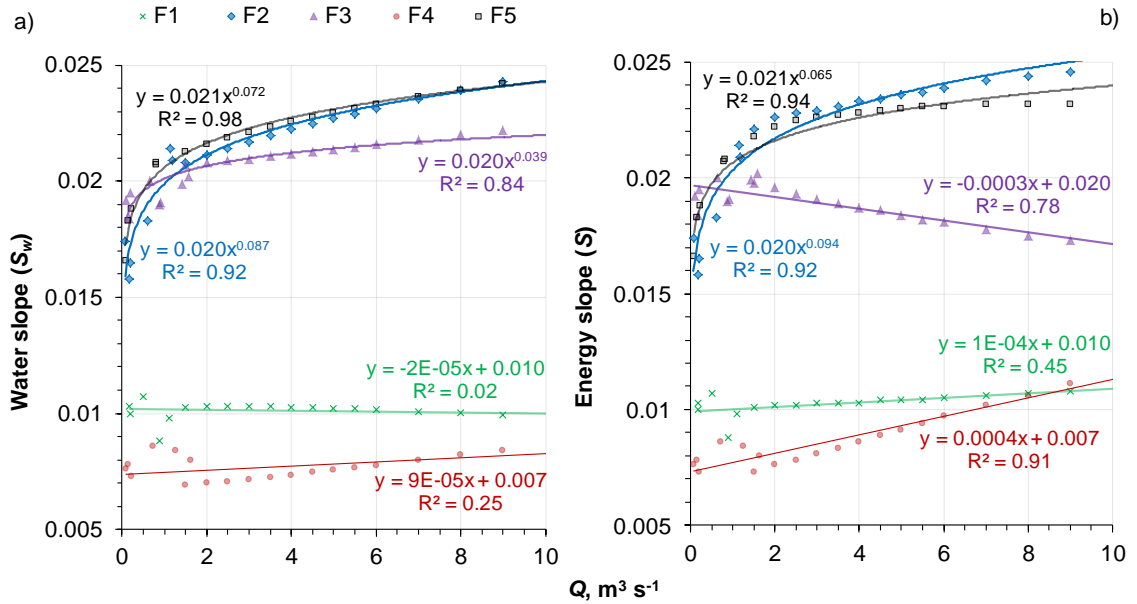 F1 F2 F3 F4 F5
a)
0.025
0.02
0.015
0.01
0.005
Water slope (S_w)
y = 0.021x^0.072
R² = 0.98
y = 0.020x^0.039
R² = 0.84
y = 0.020x^0.087
R² = 0.92
y = -2E-05x + 0.010
R² = 0.02
y = 9E-05x + 0.007
R² = 0.25
0 2 4 6 8 10
b)
0.025
0.02
0.015
0.01
0.005
Energy slope (S)
y = 0.021x^0.065
R² = 0.94
y = -0.0003x + 0.020
R² = 0.78
y = 0.020x^0.094
R² = 0.92
y = 1E-04x + 0.010
R² = 0.45
y = 0.0004x + 0.007
R² = 0.91
0 2 4 6 8 10
Q, m³ s⁻¹